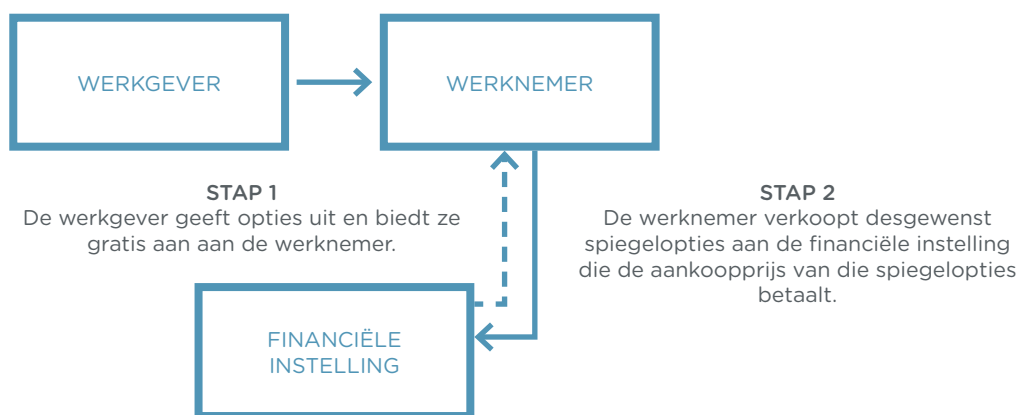 WERKGEVER
WERKNEMER
STAP 1
De werkgever geeft opties uit en biedt ze
gratis aan aan de werknemer.
STAP 2
De werknemer verkoopt desgewenst
spiegelopties aan de financiële instelling
die de aankoopprijs van die spiegelopties
betaalt.
FINANCIËLE
INSTELLING